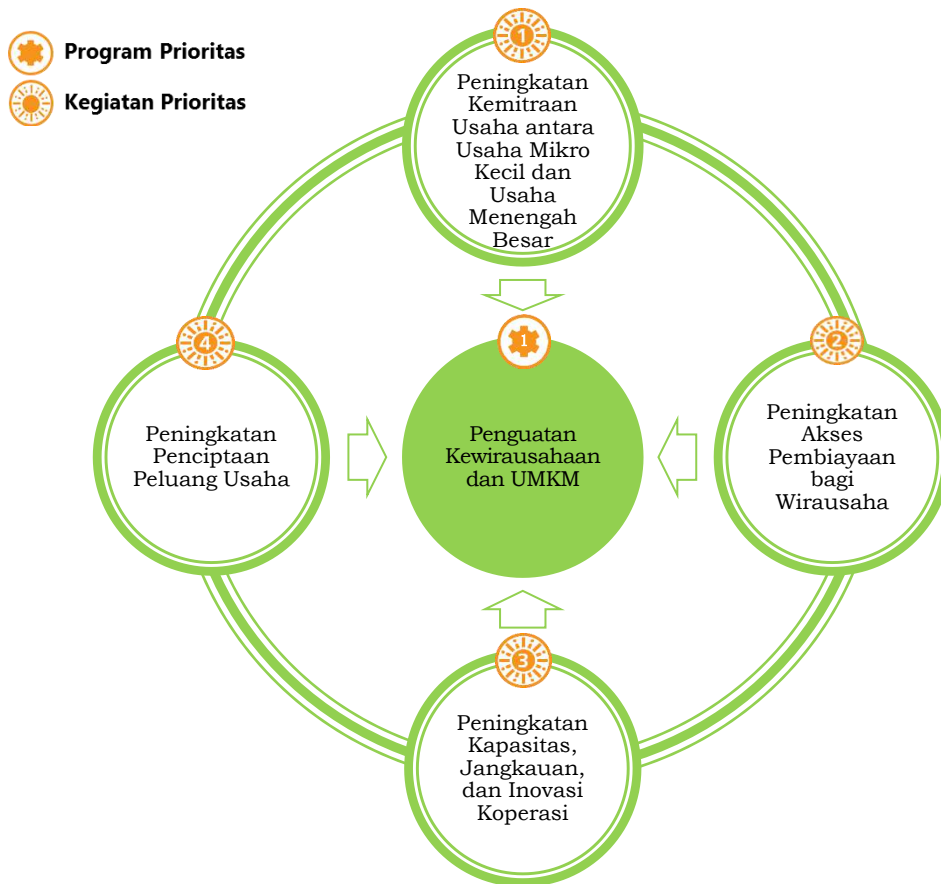 Program Prioritas
Kegiatan Prioritas
1
Peningkatan
Kemitraan
Usaha antara
Usaha Mikro
Kecil dan
Usaha
Menengah
Besar
2
Peningkatan
Akses
Pembiayaan
bagi
Wirausaha
3
Peningkatan
Kapasitas,
Jangkauan,
dan Inovasi
Koperasi
4
Peningkatan
Penciptaan
Peluang Usaha
1
Penguatan
Kewirausahaan
dan UMKM